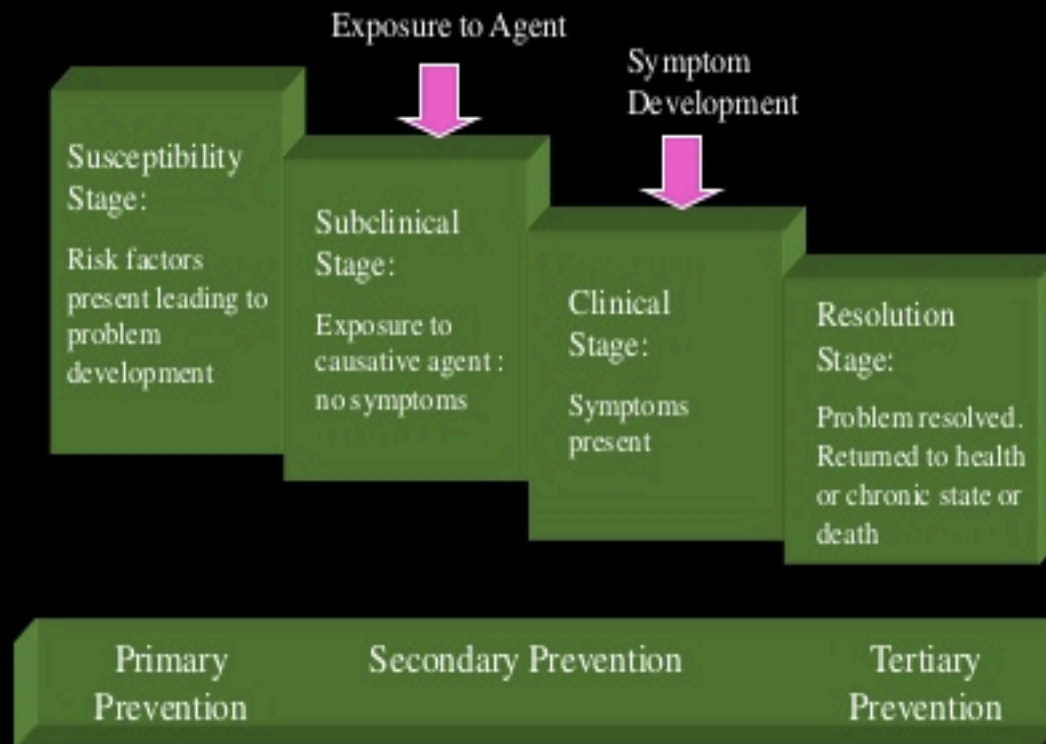 Exposure to Agent
Symptom
Development
Susceptibility
Stage:
Risk factors
present leading to
problem
development
Subclinical
Stage:
Exposure to
causative agent :
no symptoms
Clinical
Stage:
Symptoms
present
Resolution
Stage:
Problem resolved.
Returned to health
or chronic state or
death
Primary
Prevention
Secondary Prevention
Tertiary
Prevention